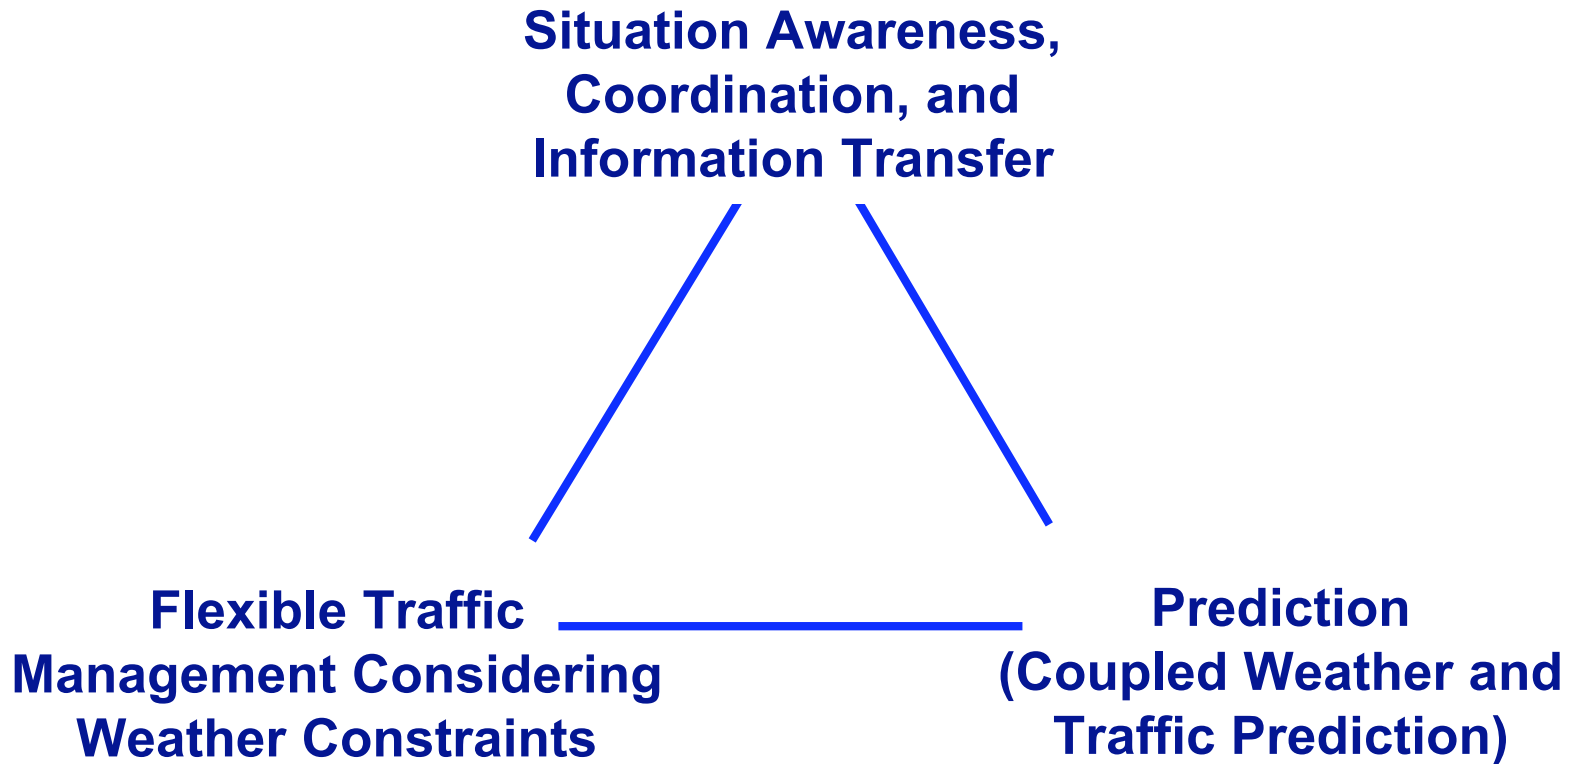 Situation Awareness,
Coordination, and
Information Transfer
Flexible Traffic
Management Considering
Weather Constraints
Prediction
(Coupled Weather and
Traffic Prediction)